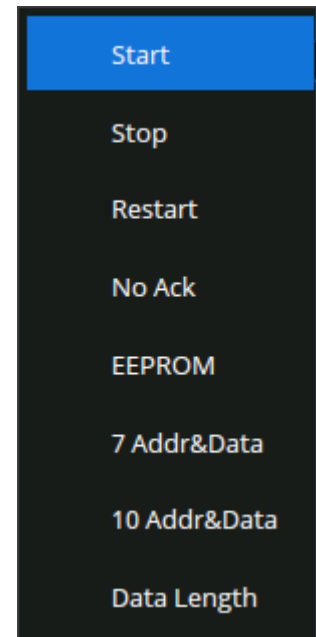 Start
Stop
Restart
No Ack
EEPROM
7 Addr&Data
10 Addr&Data
Data Length